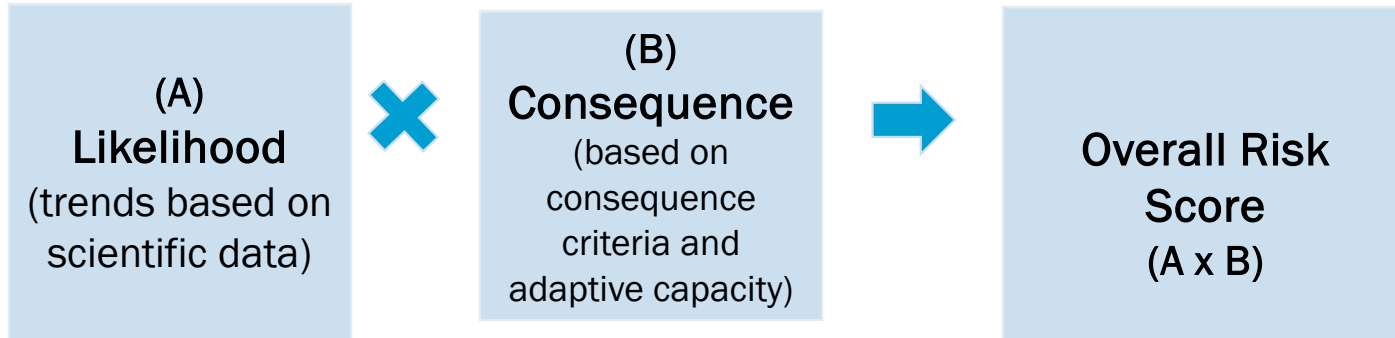 (A)
Likelihood
(trends based on
scientific data)
(B)
Consequence
(based on
consequence
criteria and
adaptive capacity)
Overall Risk
Score
(A x B)